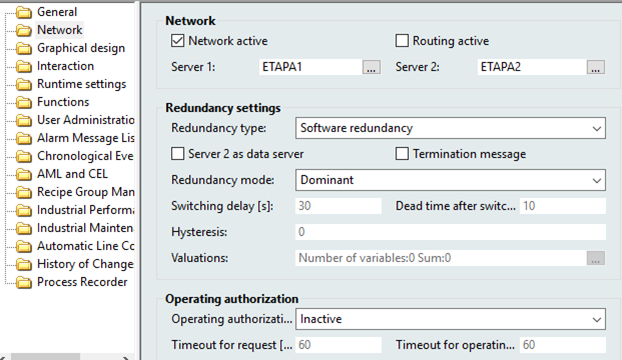 General
Network
Graphical design
Interaction
Runtime settings
Functions
User Administratio
Alarm Message Lis
Chronological Eve
AML and CEL
Recipe Group Man
Industrial Performa
Industrial Mainten
Automatic Line Co
History of Change
Process Recorder
Network
Network active
Routing active
Server 1: ETAPA1 ... Server 2: ETAPA2 ...
Redundancy settings
Redundancy type: Software redundancy
Server 2 as data server
Termination message
Redundancy mode: Dominant
Switching delay [s]: 30 Dead time after switc... 10
Hysteresis: 0
Valuations: Number of variables:0 Sum:0 ...
Operating authorization
Operating authorizati... Inactive
Timeout for request [... 60 Timeout for operatin... 60